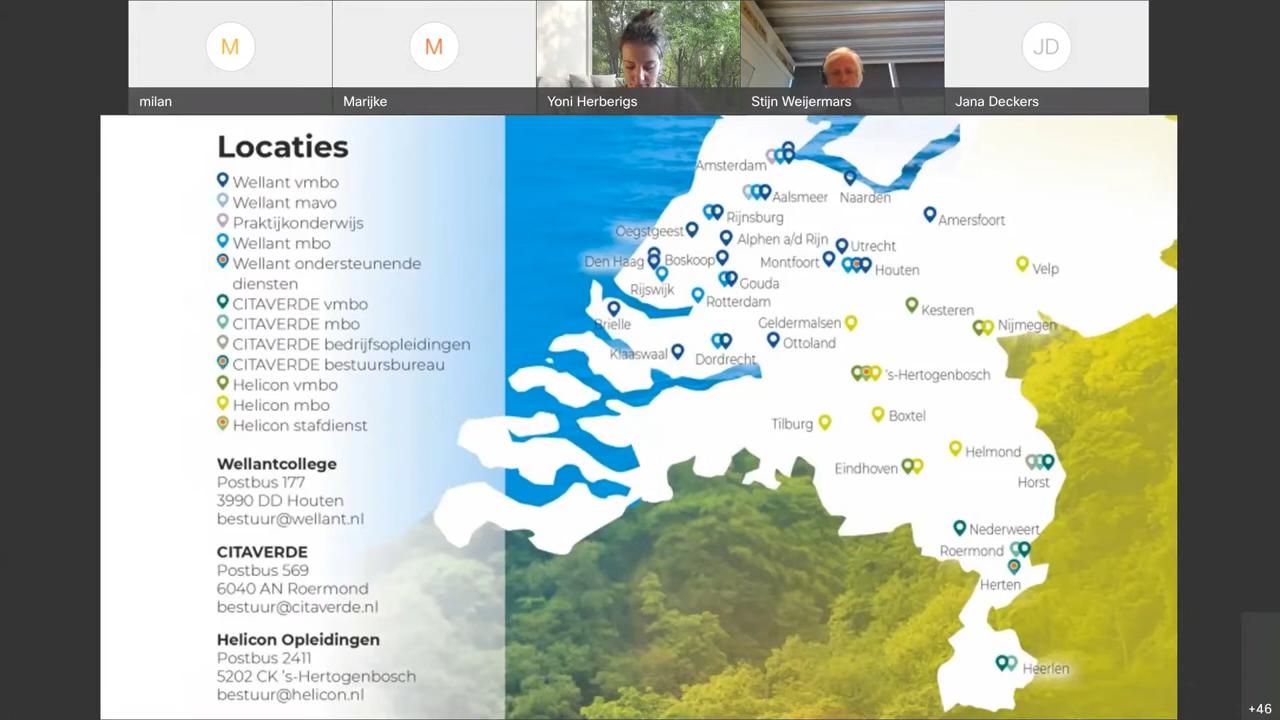 M
M
JD
milan
Marijke
Yoni Herberigs
Stijn Weijermars
Jana Deckers
Locaties
Wellant vmbo
Wellant mavo
Praktijkonderwijs
Wellant mbo
Wellant ondersteunende
diensten
CITAVERDE vmbo
CITAVERDE mbo
CITAVERDE bedrijfsopleidingen
CITAVERDE bestuursbureau
Helicon vmbo
Helicon mbo
Helicon stafdienst
Wellantcollege
Postbus 177
3990 DD Houten
bestuur@wellant.nl
CITAVERDE
Postbus 569
6040 AN Roermond
bestuur@citaverde.nl
Helicon Opleidingen
Postbus 2411
5202 CK 's-Hertogenbosch
bestuur@helicon.nl
Amsterdam
Aalsmeer
Naarden
Rijnsburg
Amersfoort
Oegstgeest
Alphen a/d Rijn
Utrecht
Den Haag
Boskoop
Montfoort
Houten
Velp
Rijswijk
Gouda
Rotterdam
Kesteren
Brielle
Geldermalsen
Nijmegen
Klaaswaal
Dordrecht
Ottoland
's-Hertogenbosch
Tilburg
Boxtel
Helmond
Eindhoven
Horst
Nederweert
Roermond
Herten
Heerlen
+46